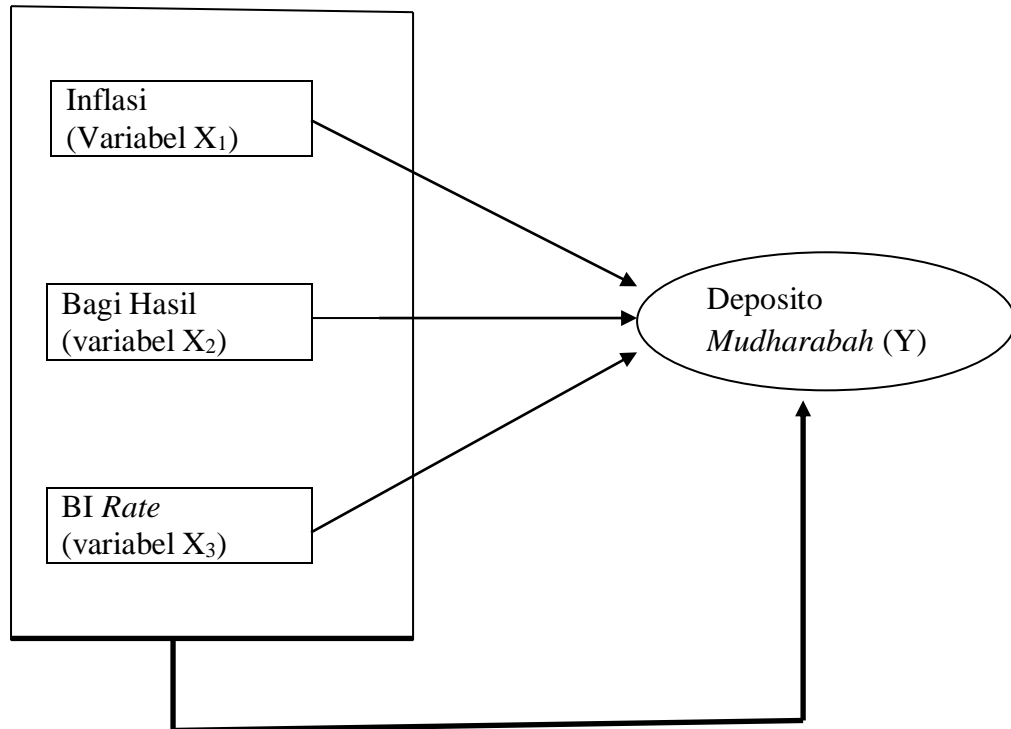 Inflasi
(Variabel X₁)
Bagi Hasil
(variabel X₂)
BI Rate
(variabel X₃)
Deposito
Mudharabah (Y)